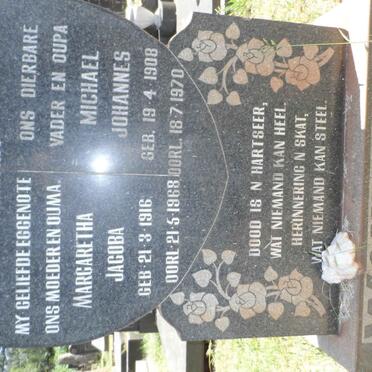 MY GELIEFDE EGGENOTE
ONS MOEDER EN OUMA.
MARGARETHA
JACOBA
GEB 21·3·1916
OORL. 21·5·1968
ONS DIERBARE
VADER EN OUPA
MICHAEL
JOHANNES
GEB. 19·4·1908
OORL. 18·7·1970
DOOD IS 'N HARTSEER,
WAT NIEMAND KAN HEEL.
HERINNERING 'N SKAT,
WAT NIEMAND KAN STEEL.